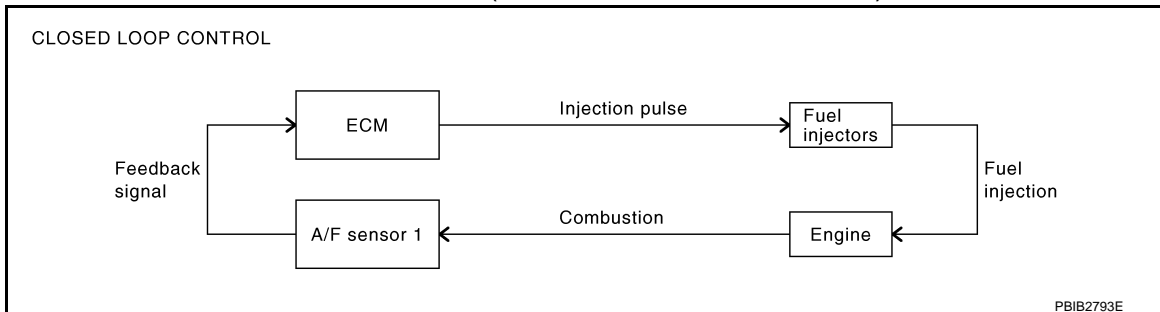 CLOSED LOOP CONTROL
ECM
Injection pulse
Fuel
injectors
Feedback
signal
Fuel
injection
A/F sensor 1
Combustion
Engine
PBIB2793E